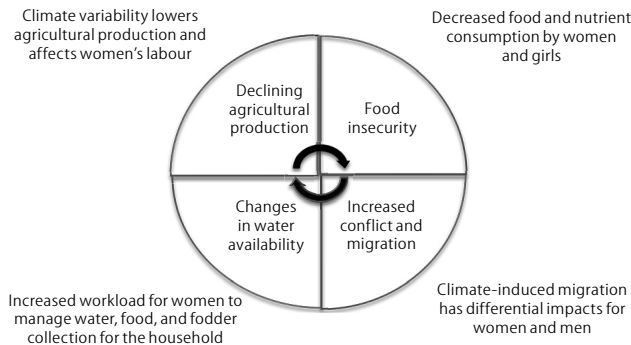 Climate variability lowers
agricultural production and
affects women's labour
Decreased food and nutrient
consumption by women
and girls
Declining
agricultural
production
Food
insecurity
Changes
in water
availability
Increased
conflict and
migration
Increased workload for women to
manage water, food, and fodder
collection for the household
Climate-induced migration
has differential impacts for
women and men